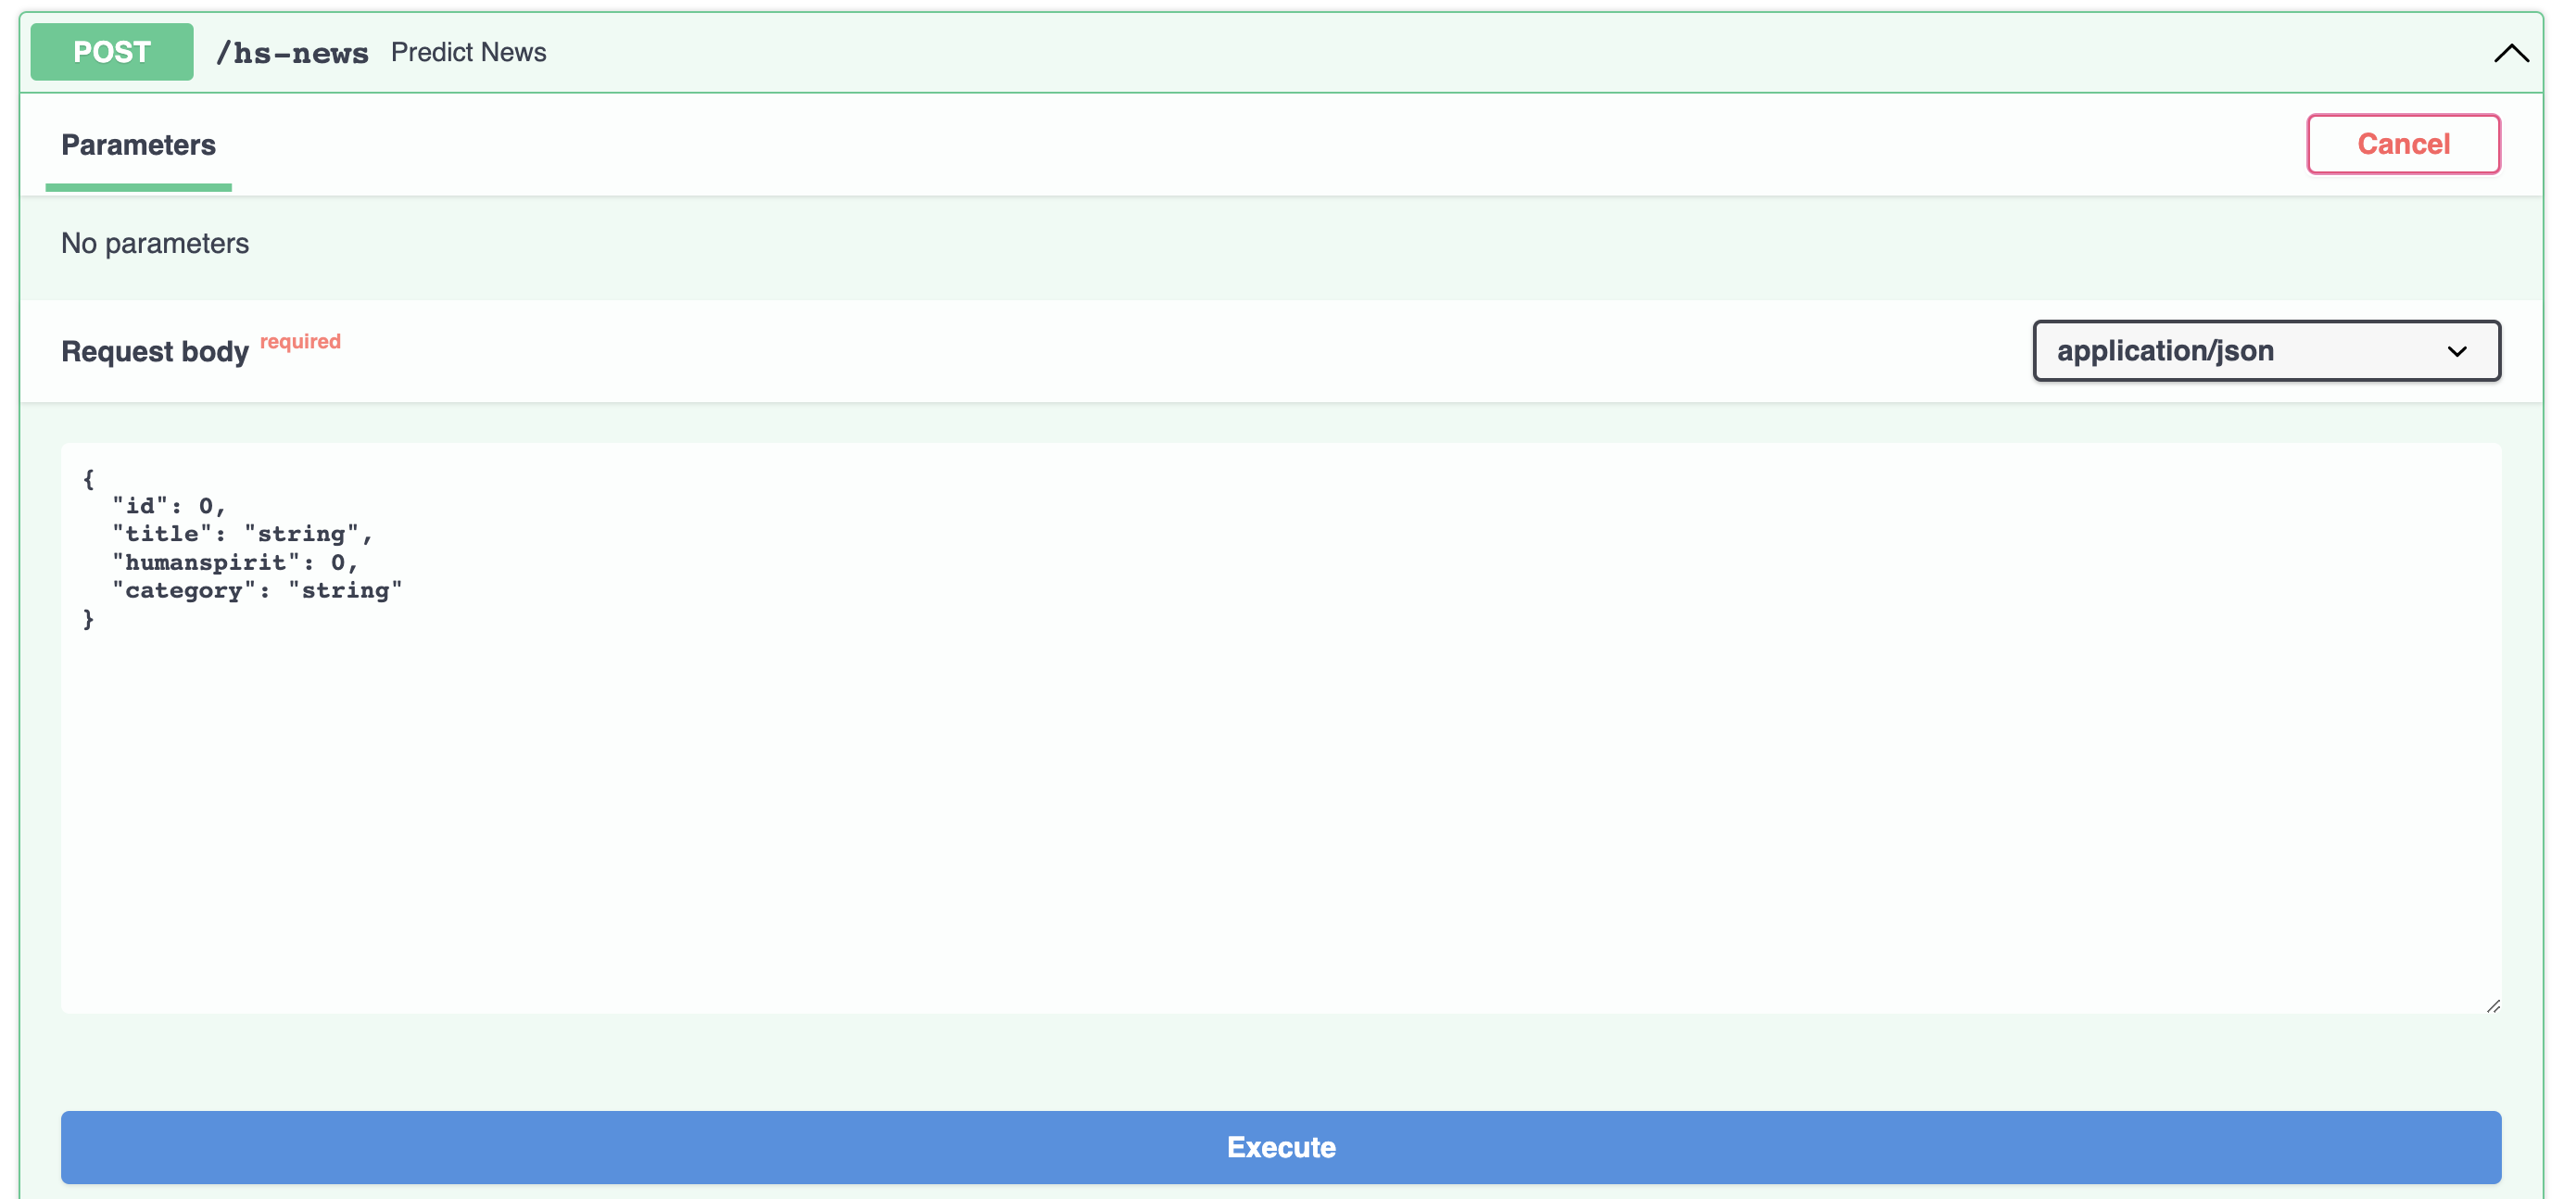 POST /hs-news Predict News
Parameters
Cancel
No parameters
Request body required
application/json
{
  "id": 0,
  "title": "string",
  "humanspirit": 0,
  "category": "string"
}
Execute